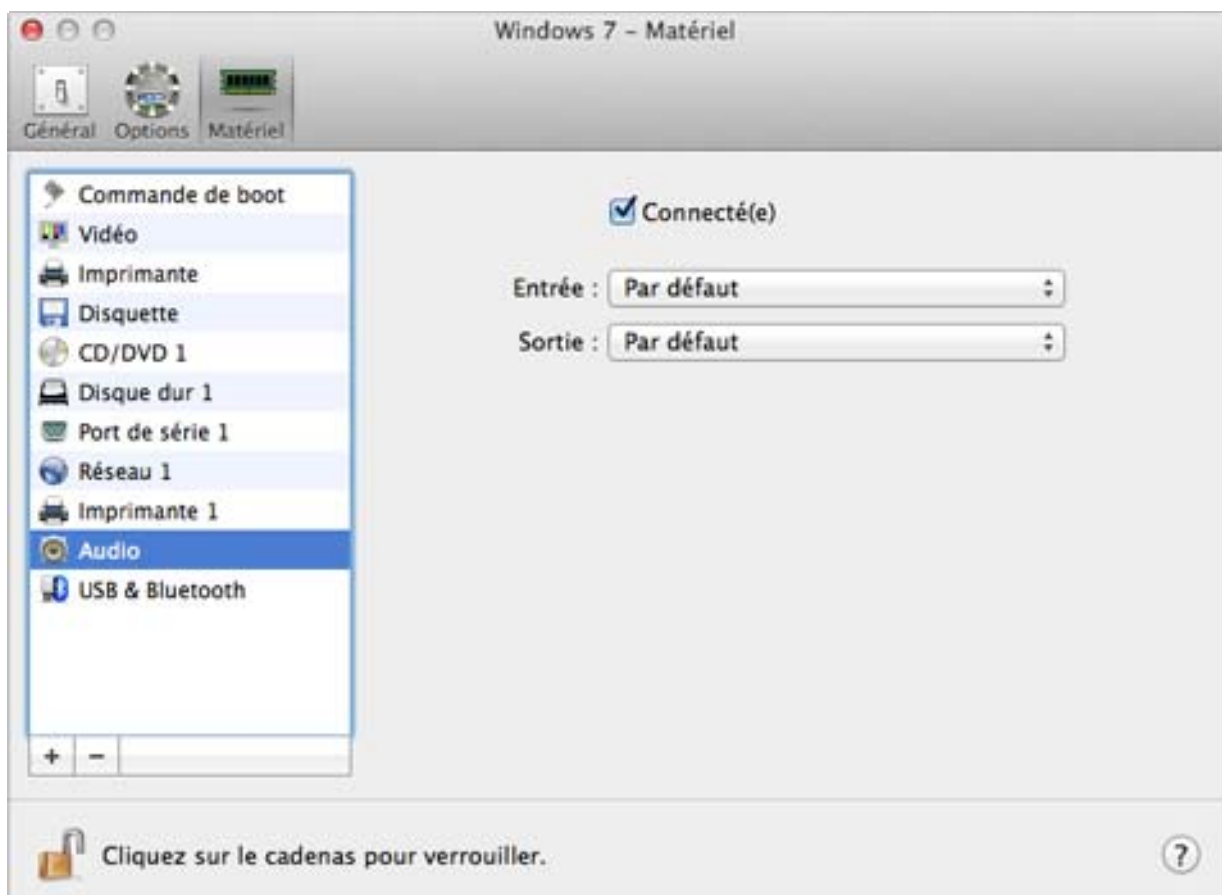 Windows 7 – Matériel
Général Options Matériel
Commande de boot
Vidéo
Imprimante
Disquette
CD/DVD 1
Disque dur 1
Port de série 1
Réseau 1
Imprimante 1
Audio
USB & Bluetooth
+ −
Connecté(e)
Entrée : Par défaut
Sortie : Par défaut
Cliquez sur le cadenas pour verrouiller.
?